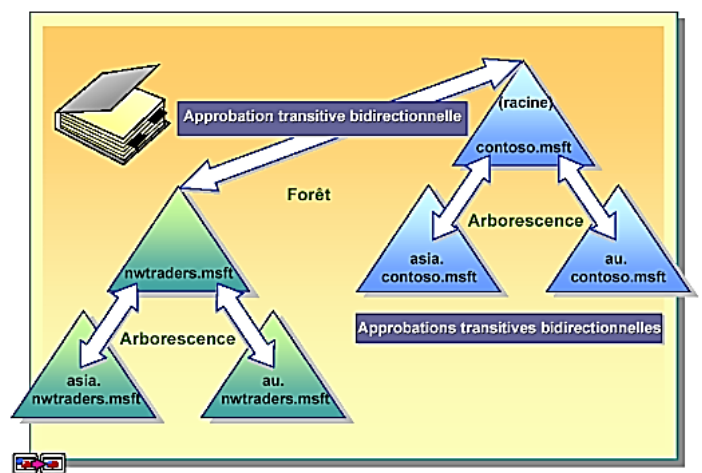 Approbation transitive bidirectionnelle
(racine)
contoso.msft
Forêt
Arborescence
asia.
contoso.msft
au.
contoso.msft
nwtraders.msft
Approbations transitives bidirectionnelles
Arborescence
asia.
nwtraders.msft
au.
nwtraders.msft